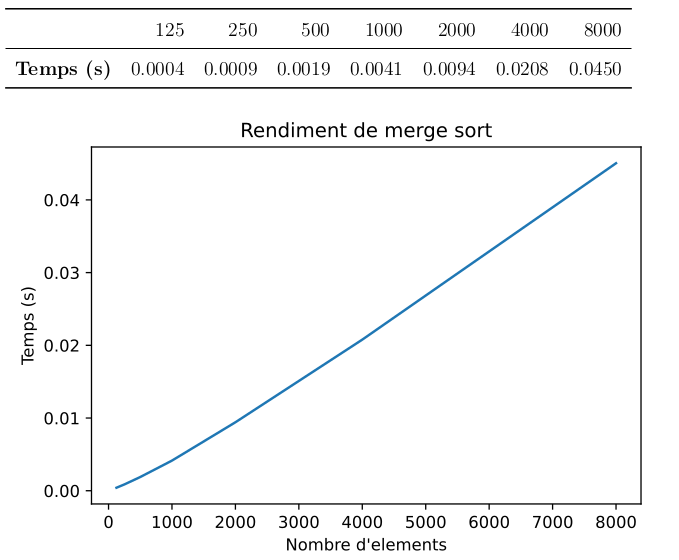 125 250 500 1000 2000 4000 8000
Temps (s) 0.0004 0.0009 0.0019 0.0041 0.0094 0.0208 0.0450
Rendiment de merge sort
0.04
0.03
0.02
0.01
0.00
Temps (s)
0 1000 2000 3000 4000 5000 6000 7000 8000
Nombre d'elements